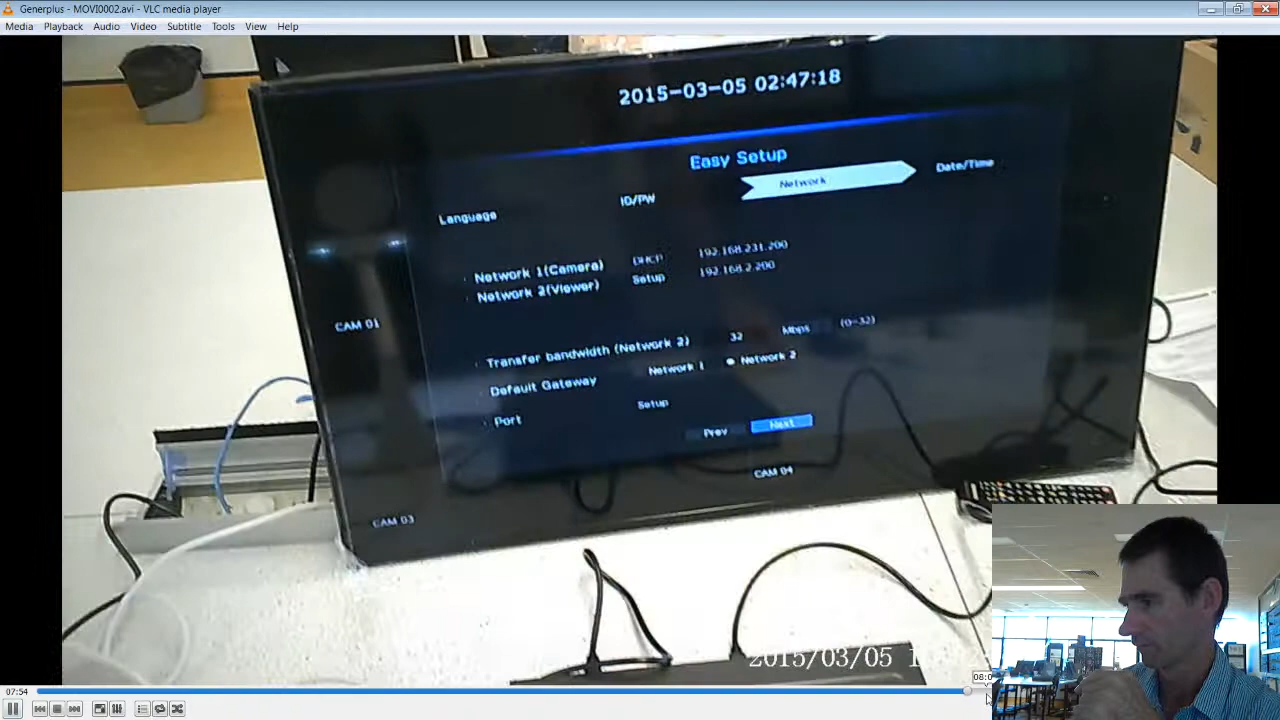 Generplus - MOVI0002.avi - VLC media player
Media Playback Audio Video Subtitle Tools View Help
2015-03-05 02:47:18
Easy Setup
Language ID/PW Network Date/Time
Network 1(Camera) DHCP 192.168.231.200
Network 2(Viewer) Setup 192.168.2.200
Transfer bandwidth (Network 2) 32 Mbps (0~32)
Default Gateway Network 1 Network 2
Port Setup
Prev Next
CAM 01
CAM 04
CAM 03
2015/03/05
07:54